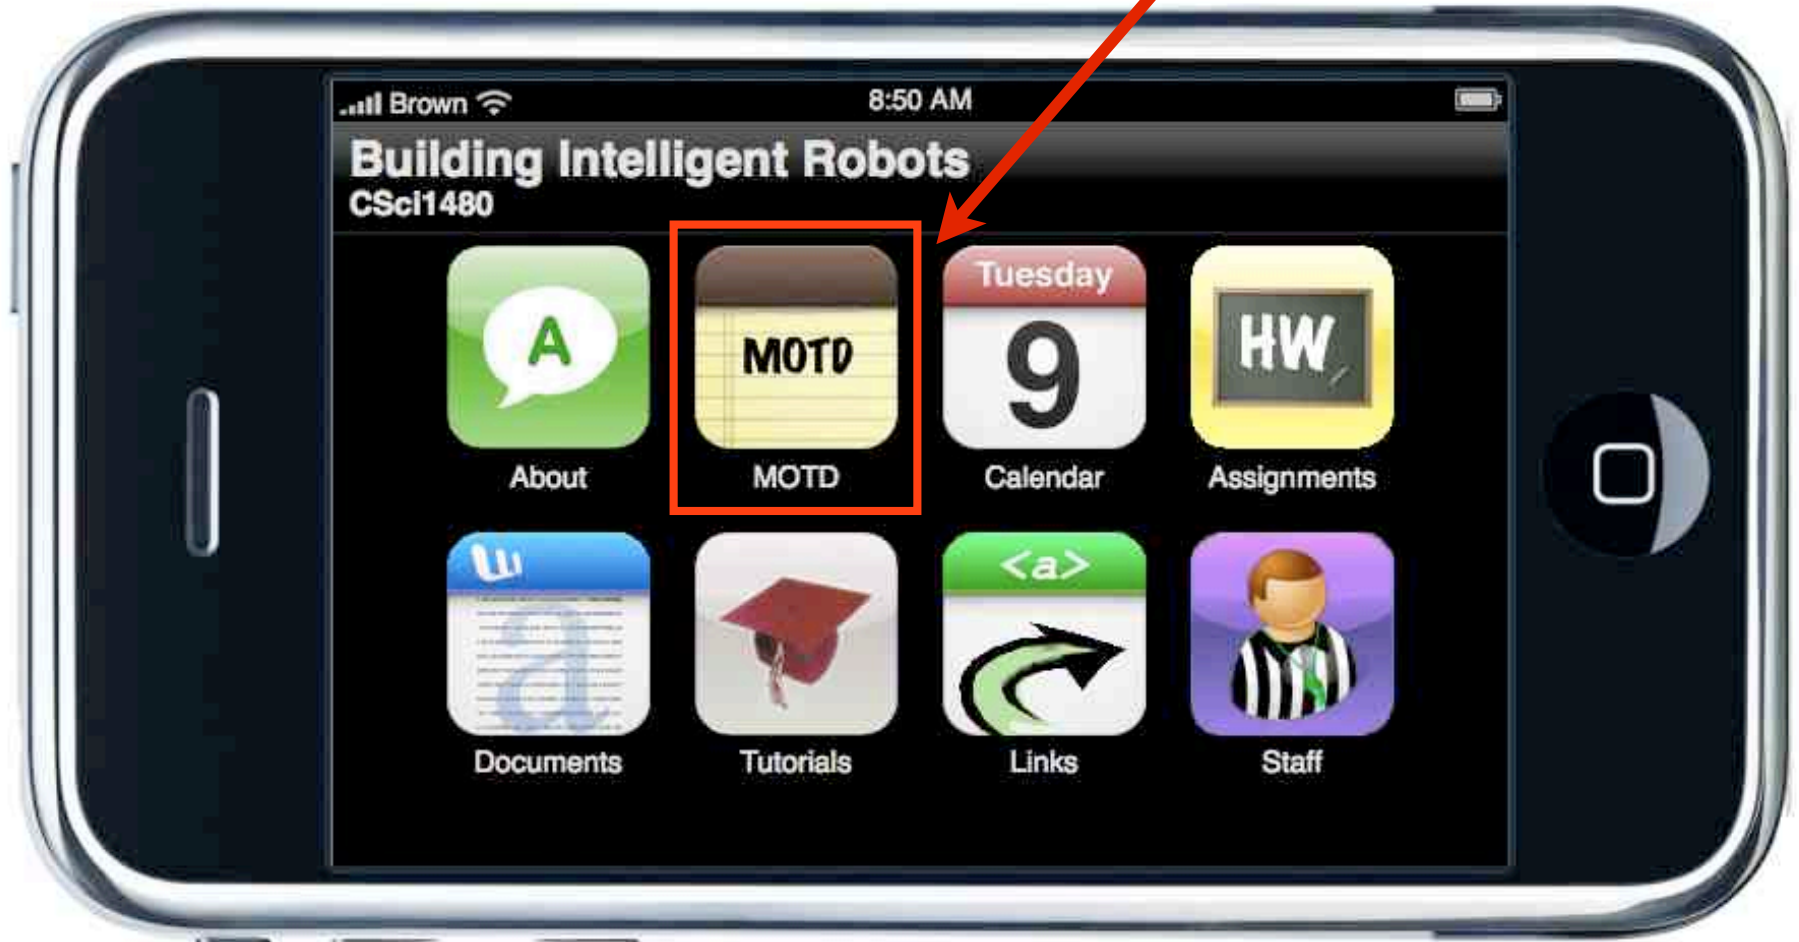 Brown
8:50 AM
Building Intelligent Robots
CSci1480
A
MOTD
Tuesday
9
HW
About
MOTD
Calendar
Assignments
<a>
a
Documents
Tutorials
Links
Staff